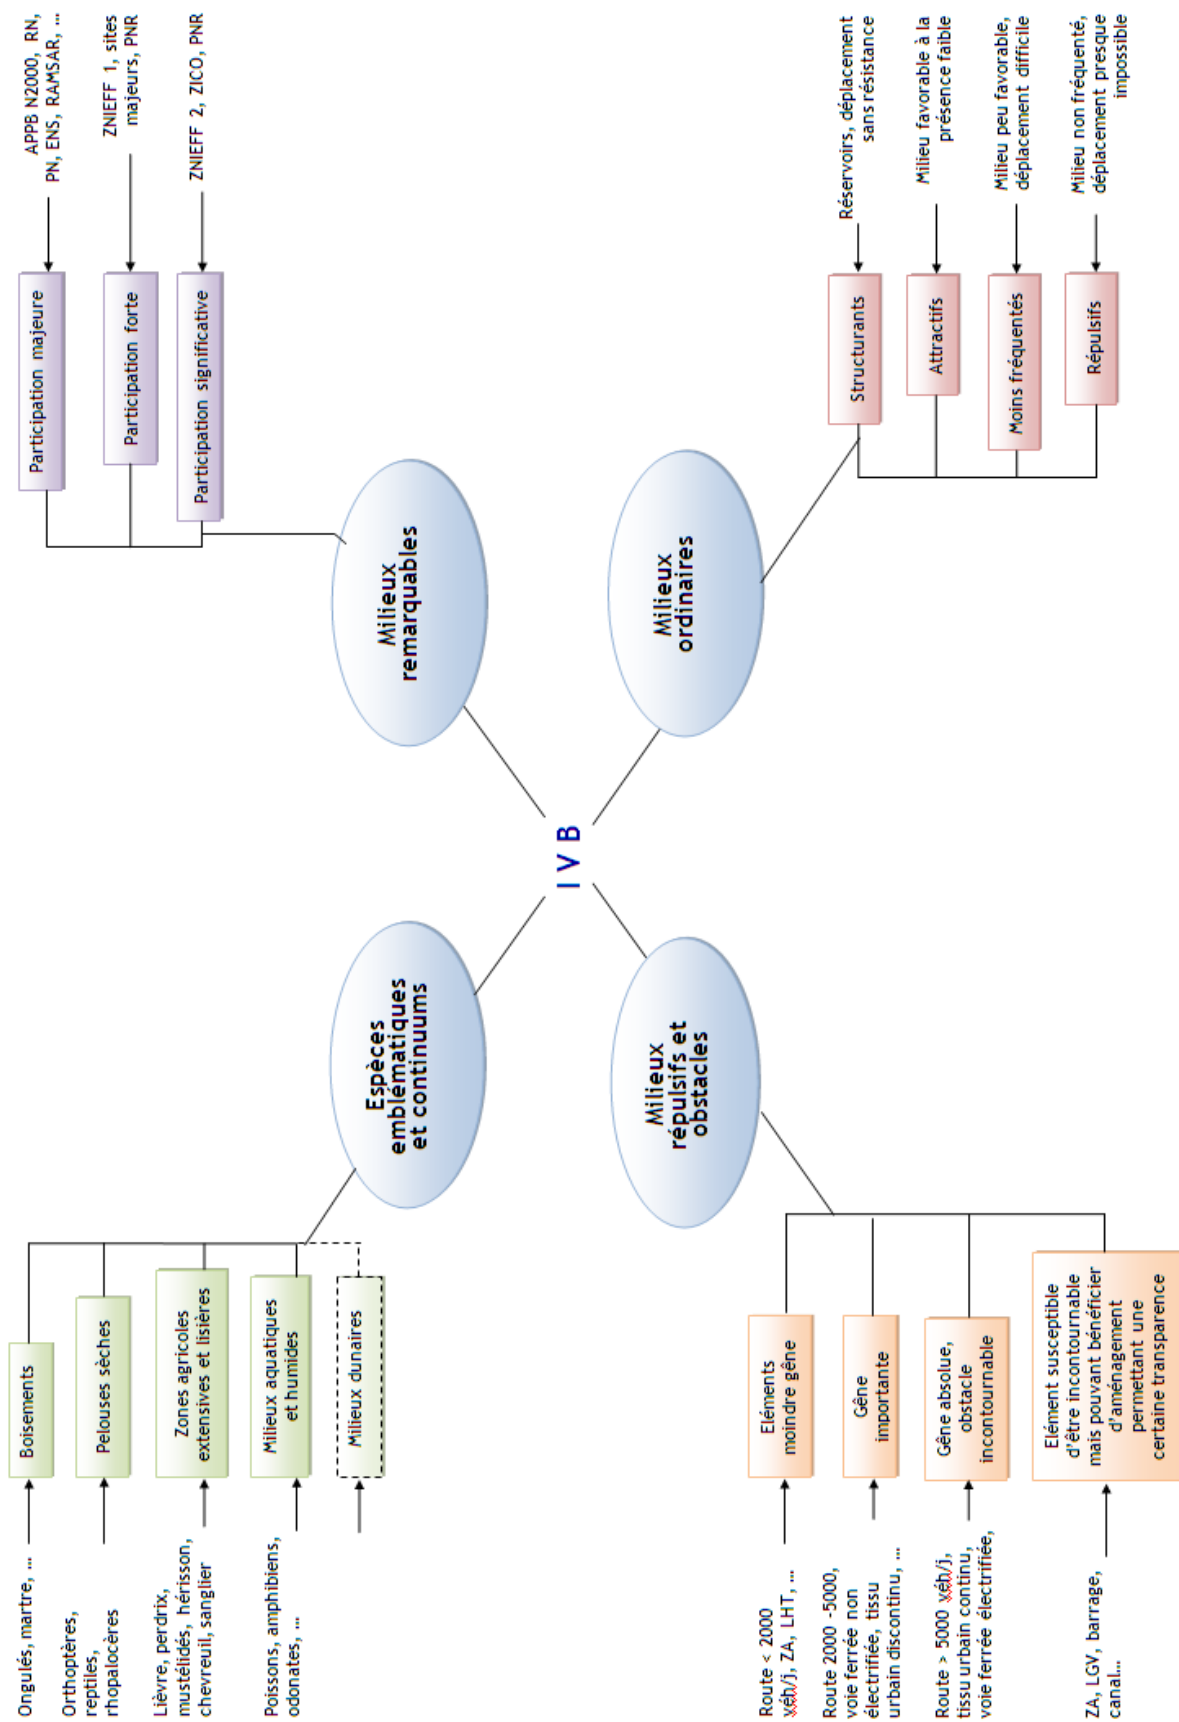 Ongulés, martre, ...
Boisements
Orthoptères,
reptiles,
rhopalocères
Pelouses sèches
Lièvre, perdrix,
mustélidés, hérisson,
chevreuil, sanglier
Zones agricoles
extensives et lisières
Poissons, amphibiens,
odonates, ...
Milieux aquatiques
et humides
Milieux dunaires
Espèces
emblématiques
et continuums
APPB N2000, RN,
PN, ENS, RAMSAR, ...
Participation majeure
ZNIEFF 1, sites
majeurs, PNR
Participation forte
ZNIEFF 2, ZICO, PNR
Participation significative
Milieux
remarquables
I V B
Route < 2000
véh/j, ZA, LHT, ...
Eléments
moindre gêne
Route 2000 -5000,
voie ferrée non
électrifiée, tissu
urbain discontinu, ...
Gêne
importante
Route > 5000 véh/j,
tissu urbain continu,
voie ferrée électrifiée,
Gêne absolue,
obstacle
incontournable
ZA, LGV, barrage,
canal...
Elément susceptible
d'être incontournable
mais pouvant bénéficier
d'aménagement
permettant une
certaine transparence
Milieux
répulsifs et
obstacles
Milieux
ordinaires
Structurants
Réservoirs, déplacement
sans résistance
Attractifs
Milieu favorable à la
présence faible
Moins fréquentés
Milieu peu favorable,
déplacement difficile
Répulsifs
Milieu non fréquenté,
déplacement presque
impossible